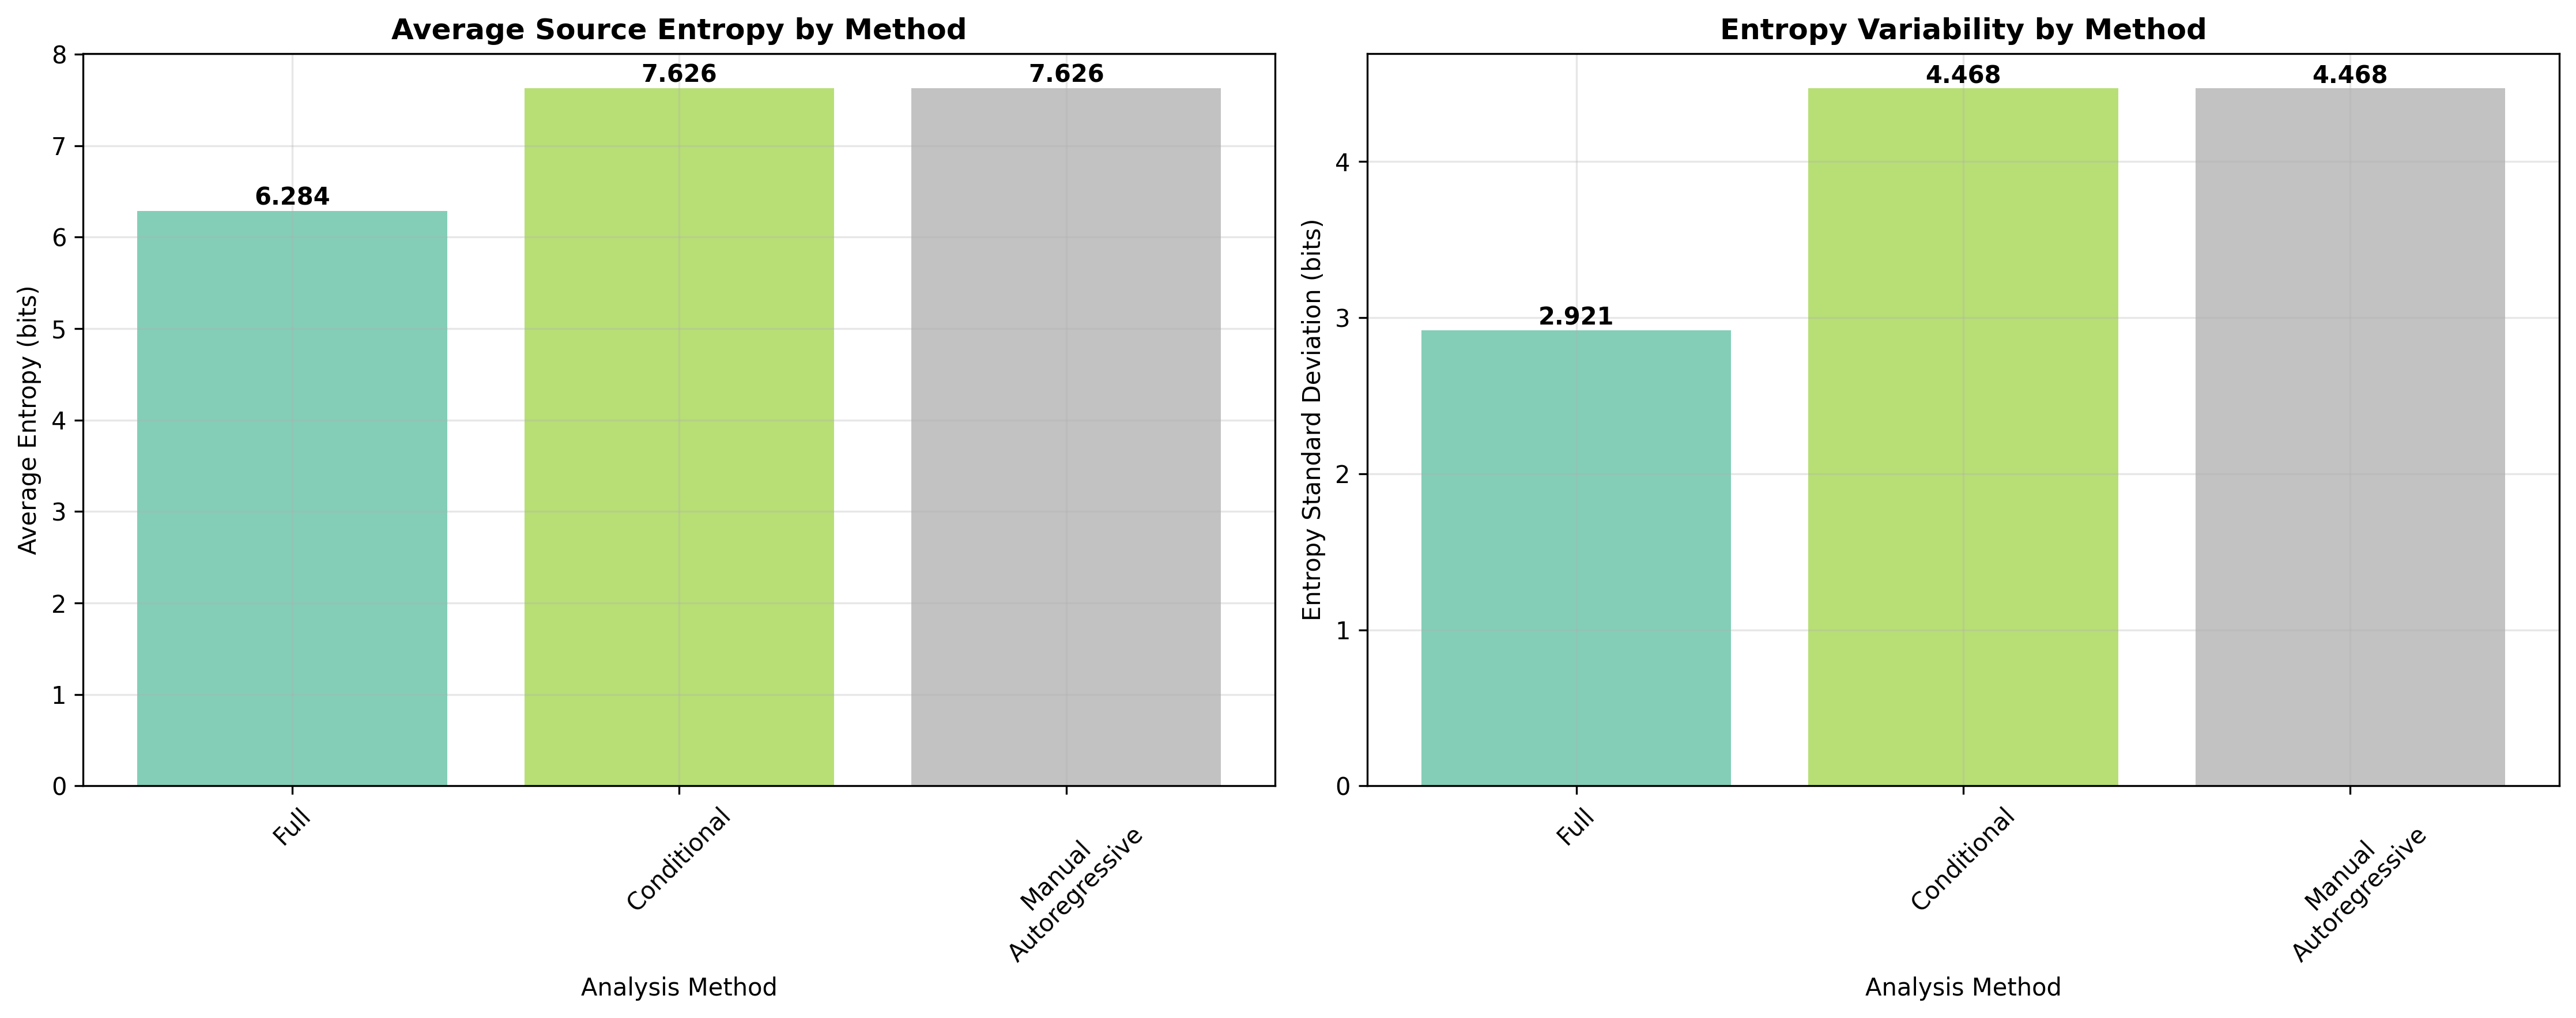 Average Source Entropy by Method
Average Entropy (bits)
8
7
6
5
4
3
2
1
0
6.284
7.626
7.626
Full
Conditional
Manual
Autoregressive
Analysis Method
Entropy Variability by Method
Entropy Standard Deviation (bits)
4
3
2
1
0
2.921
4.468
4.468
Full
Conditional
Manual
Autoregressive
Analysis Method